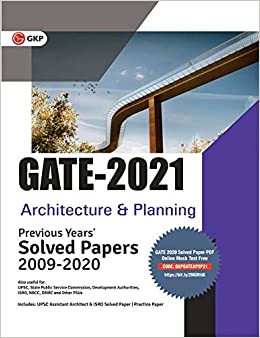 GKP
GATE-2021
Architecture & Planning
Previous Years'
Solved Papers
2009-2020
GATE 2020 Solved Paper PDF
Online Mock Test Free
CODE: GKPGATEAPSP21
Also useful for:
UPSC, State Public Service Commission, Development Authorities,
ISRO, NBCC, DMRC and Other PSUs
Includes: UPSC Assistant Architect & ISRO Solved Paper | Practice Paper